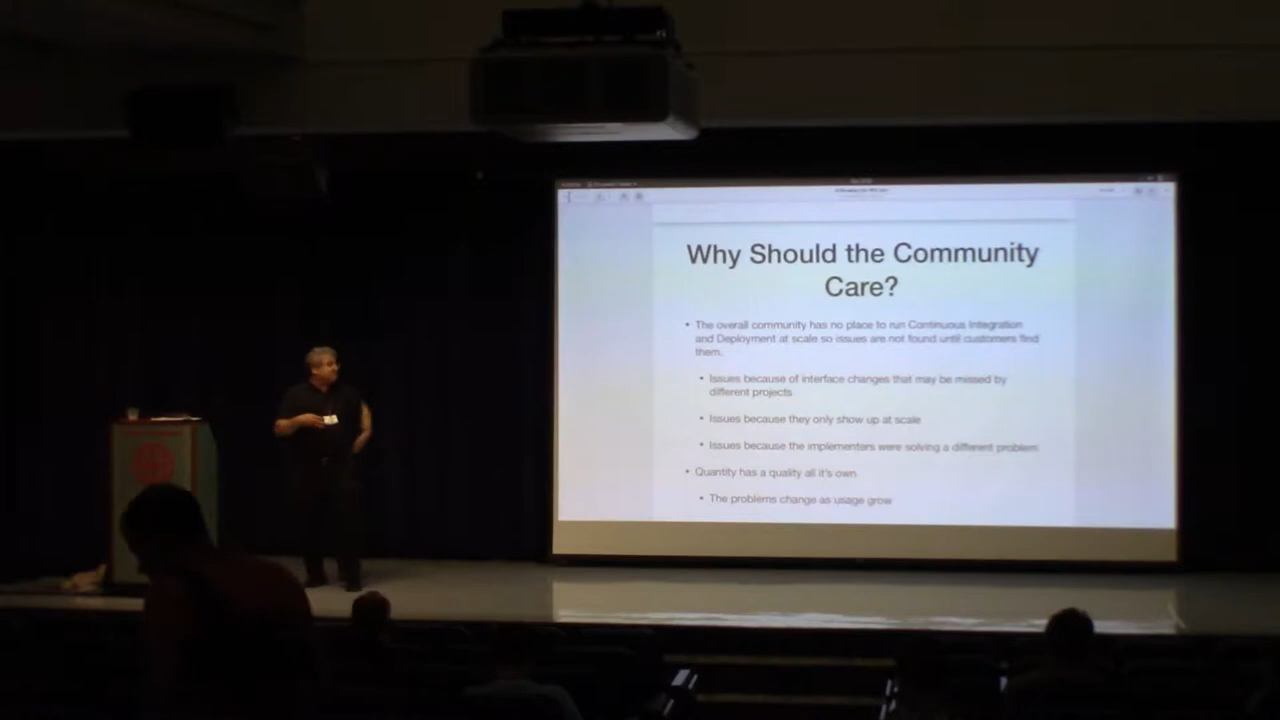 Why Should the Community
Care?
• The overall community has no place to run Continuous Integration
and Deployment at scale so issues are not found until customers find
them.
• Issues because of interface changes that may be missed by
different projects
• Issues because they only show up at scale
• Issues because the implementers were solving a different problem
• Quantity has a quality all it's own
• The problems change as usage grow